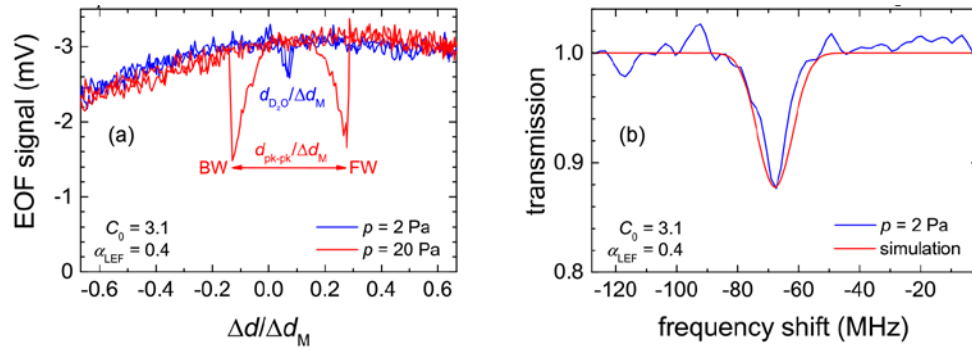 EOF signal (mV)
-3
-2
-1
0
(a)
d_D₂O/Δd_M
d_pk-pk/Δd_M
BW
FW
C₀ = 3.1
α_LEF = 0.4
p = 2 Pa
p = 20 Pa
-0.6 -0.4 -0.2 0.0 0.2 0.4 0.6
Δd/Δd_M
transmission
1.0
0.9
0.8
(b)
C₀ = 3.1
α_LEF = 0.4
p = 2 Pa
simulation
-120 -100 -80 -60 -40 -20
frequency shift (MHz)